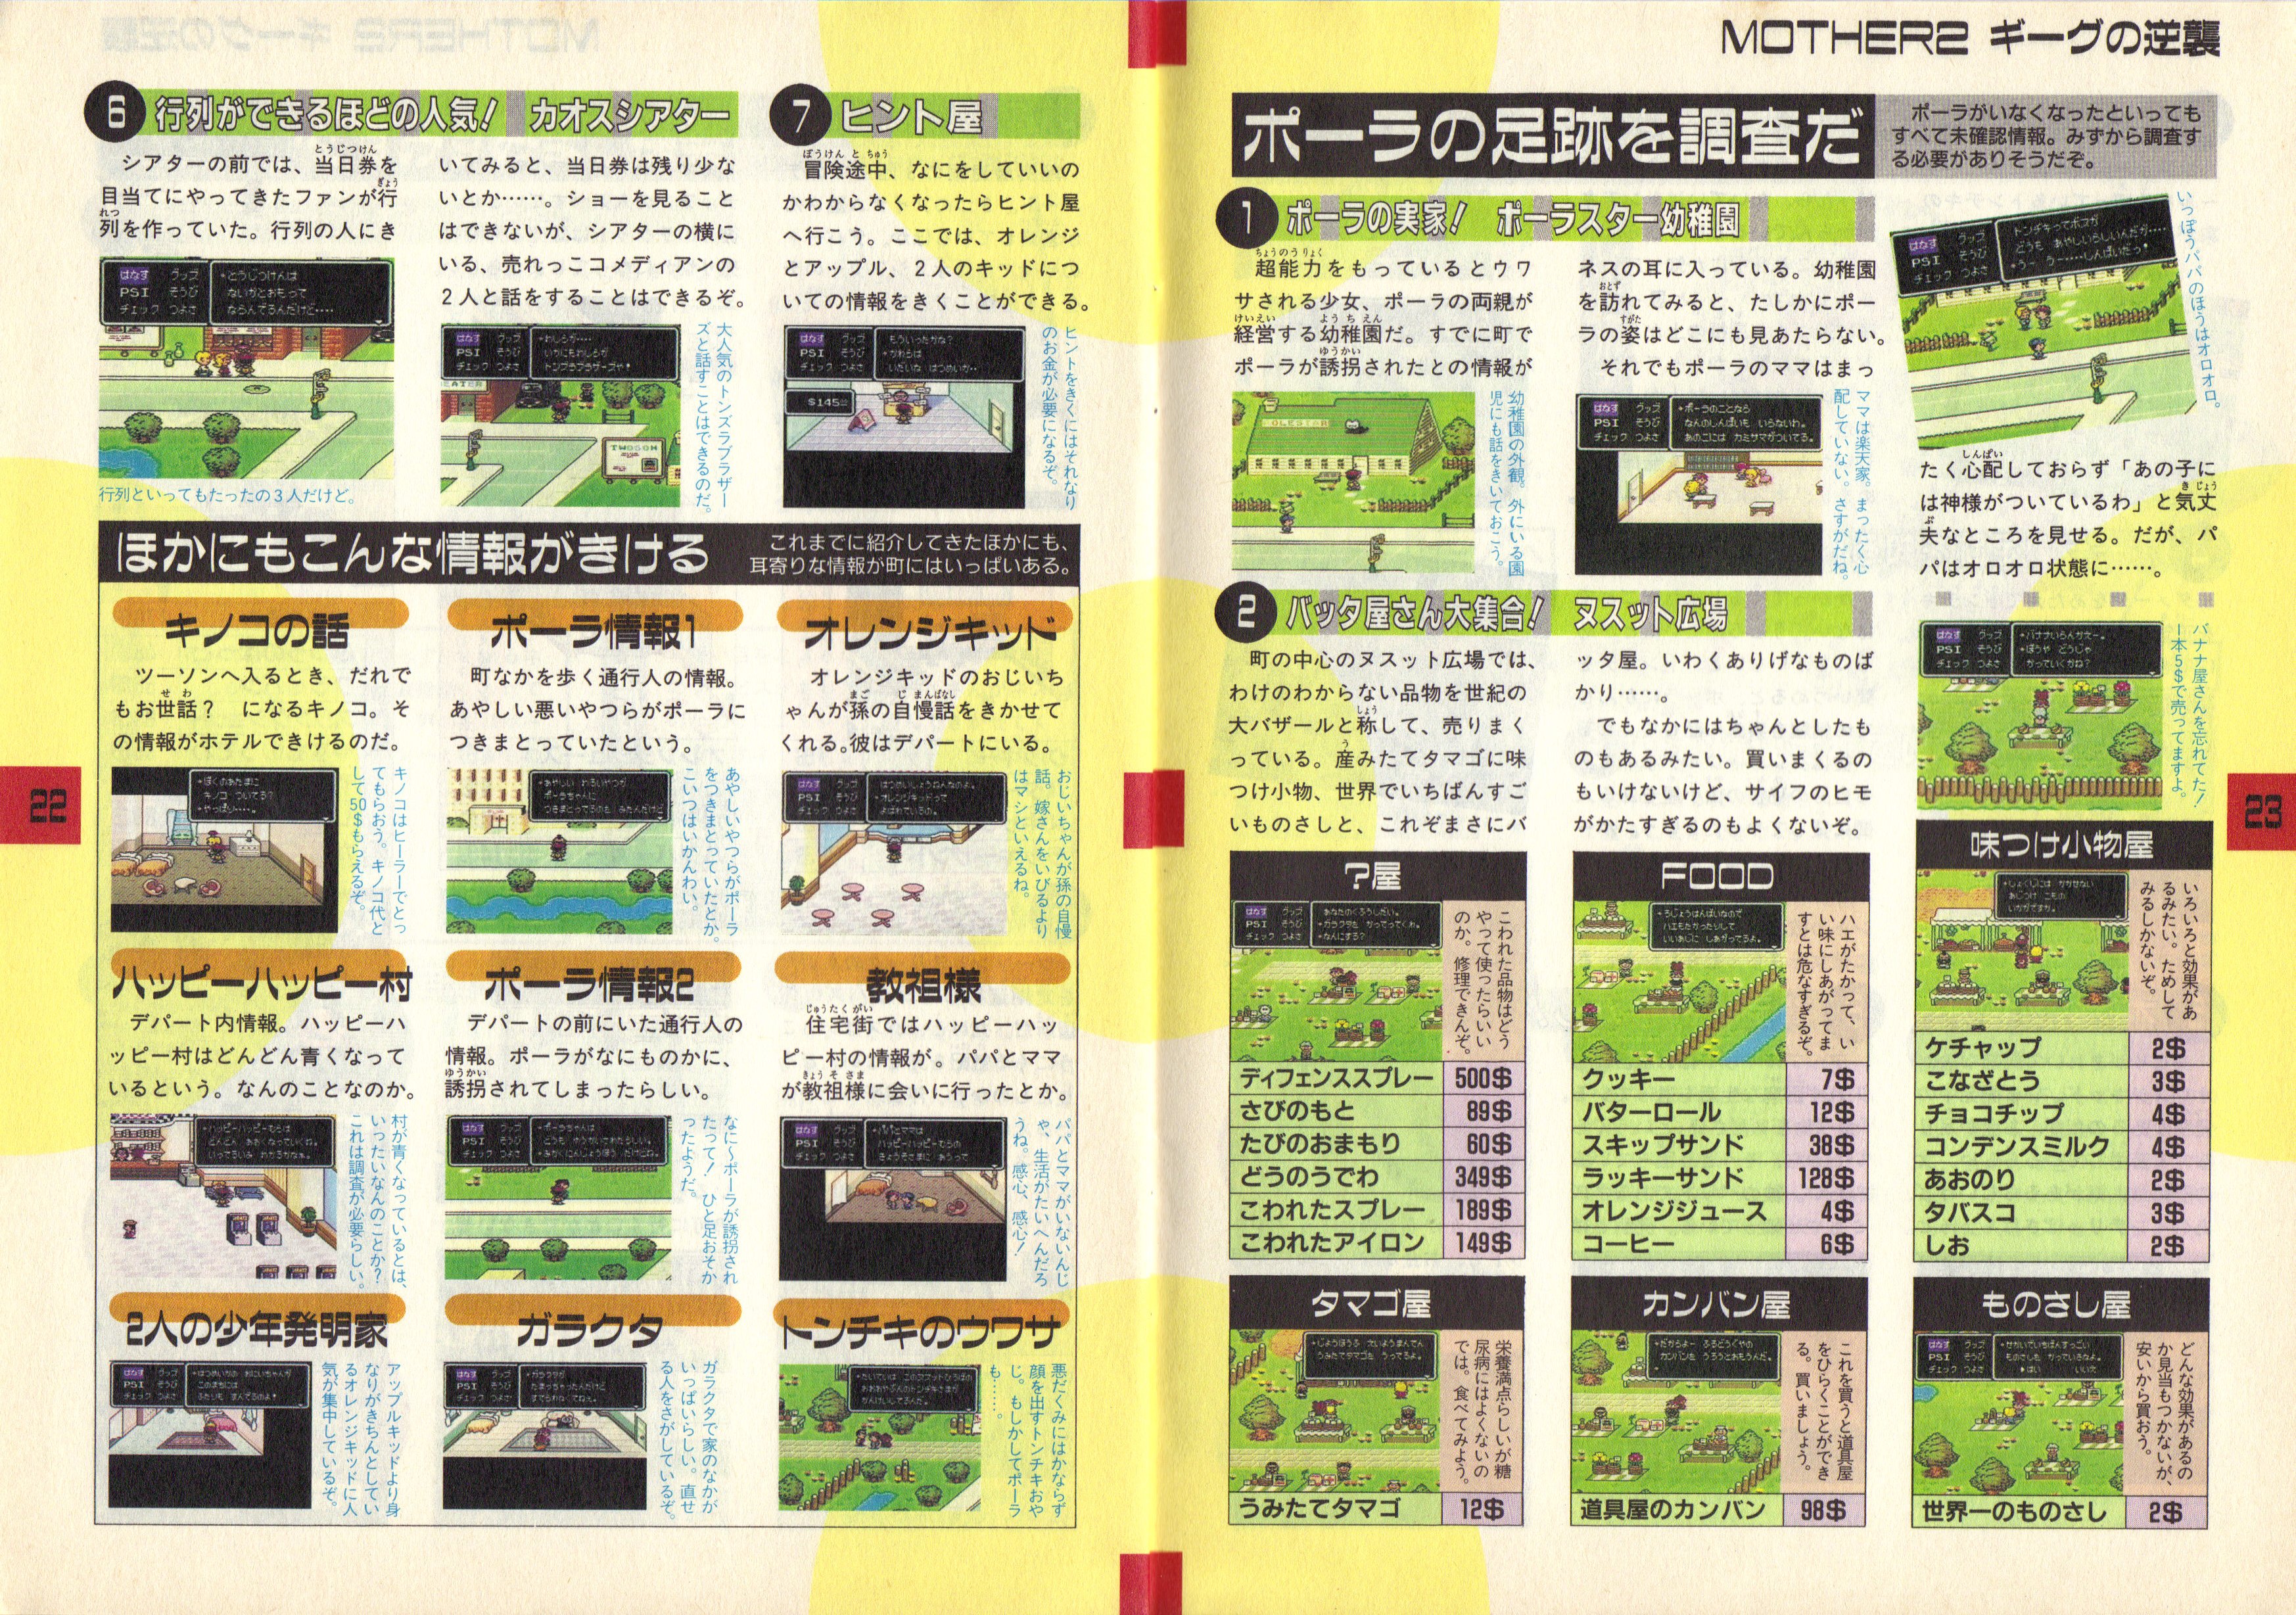 6 行列ができるほどの人気! カオスシアター
シアターの前では、当日券を
目当てにやってきたファンが行
列を作っていた。行列の人にき
いてみると、当日券は残り少な
いとか……。ショーを見ること
はできないが、シアターの横に
いる、売れっこコメディアンの
2人と話をすることはできるぞ。
はなす グッズ
PSI そうび
チェック つよさ
とうじつけんは
ないかとおもって
ならんでるんだけど‥‥
行列といってもたったの3人だけど。
わしらが‥‥
いかにもわしらが
トンズラブラザーズや!
大人気のトンズラブラザー
ズと話すことはできるのだ。
7 ヒント屋
冒険途中、なにをしていいの
かわからなくなったらヒント屋
へ行こう。ここでは、オレンジ
とアップル、2人のキッドにつ
いての情報をきくことができる。
もういったかね?
かわらは
いだいな はつめいか‥
ヒントをきくにはそれなり
のお金が必要になるぞ。
ほかにもこんな情報がきける
これまでに紹介してきたほかにも、
耳寄りな情報が町にはいっぱいある。
キノコの話
ツーソンへ入るとき、だれで
もお世話? になるキノコ。そ
の情報がホテルできけるのだ。
ぼくのあたまに
キノコ ついてる?
やっぱり‥‥
キノコはヒーラーでとっ
てもらおう。キノコ代と
して50$もらえるぞ。
ポーラ情報1
町なかを歩く通行人の情報。
あやしい悪いやつらがポーラに
つきまとっていたという。
あやしい わるいやつが
ポーラちゃんに
つきまとってるのを みたんだけど
あやしいやつらがポーラ
をつきまとっていたとか。
こいつはいかんわい。
オレンジキッド
オレンジキッドのおじいち
ゃんが孫の自慢話をきかせて
くれる。彼はデパートにいる。
はつめいしょうねんなのよ。
オレンジキッドって
よばれているの。
おじいちゃんが孫の自慢
話。嫁さんをいびるより
はマシといえるね。
ハッピーハッピー村
デパート内情報。ハッピーハ
ッピー村はどんどん青くなって
いるという。なんのことなのか。
ハッピーハッピーむらは
どんどん あおくなっていくね。
いってるいみ わかるかなぁ。
村が青くなっているとは、
いったいなんのことか?
これは調査が必要らしい。
ポーラ情報2
デパートの前にいた通行人の
情報。ポーラがなにものかに、
誘拐されてしまったらしい。
ポーラちゃんは
どうも ゆうかいされたらしい。
みかくにんじょうほう だけどね。
なに〜ポーラが誘拐され
たって! ひと足おそか
ったようだ。
教祖様
住宅街ではハッピーハッ
ピー村の情報が。パパとママ
が教祖様に会いに行ったとか。
パパとママは
ハッピーハッピーむらの
きょうそさまに あうって
パパとママがいないんじ
ゃ、生活がたいへんだろ
うね。感心、感心!
2人の少年発明家
はつめいかの おにいちゃんが
このまちには
ふたりも すんでるのよ!
アップルキッドより身
なりがきちんとしてい
るオレンジキッドに人
気が集中しているぞ。
ガラクタ
ガラクタが
たまっちゃったんだけど
すてられなくてねえ。
ガラクタで家のなかが
いっぱいらしい。直せ
る人をさがしているぞ。
トンチキのウワサ
だいたいは このヌスットひろばの
おおおやぶんのトンチキさまが
かんけいしてるんだ。
悪だくみにはかならず
顔を出すトンチキおや
じ。もしかしてポーラ
も……。
22
MOTHER2 ギーグの逆襲
ポーラの足跡を調査だ
ポーラがいなくなったといっても
すべて未確認情報。みずから調査す
る必要がありそうだぞ。
1 ポーラの実家! ポーラスター幼稚園
超能力をもっているとウワ
サされる少女、ポーラの両親が
経営する幼稚園だ。すでに町で
ポーラが誘拐されたとの情報が
ネスの耳に入っている。幼稚園
を訪れてみると、たしかにポー
ラの姿はどこにも見あたらない。
それでもポーラのママはまっ
たく心配しておらず「あの子に
は神様がついているわ」と気丈
夫なところを見せる。だが、パ
パはオロオロ状態に……。
幼稚園の外観。外にいる園
児にも話をきいておこう。
ポーラのことなら
なんのしんぱいも いらないわ。
あのこには カミサマがついてる。
ママは楽天家。まったく心
配していない。さすがだね。
トンチキってボスが
どうも あやしいらしいんだが‥‥
うー うー‥‥しんぱいだっ!
いっぽうパパのほうはオロオロ。
2 バッタ屋さん大集合! ヌスット広場
町の中心のヌスット広場では、
わけのわからない品物を世紀の
大バザールと称して、売りまく
っている。産みたてタマゴに味
つけ小物、世界でいちばんすご
いものさしと、これぞまさにバ
ッタ屋。いわくありげなものば
かり……。
でもなかにはちゃんとしたも
のもあるみたい。買いまくるの
もいけないけど、サイフのヒモ
がかたすぎるのもよくないぞ。
バナナいらんかえー。
ぼうや どうじゃ
かっていくかね?
バナナ屋さんを忘れてた!
一本5$で売ってますよ。
?屋
こわれた品物はどう
やって使ったらいい
のか。修理できんぞ。
ディフェンススプレー 500$
さびのもと 89$
たびのおまもり 60$
どうのうでわ 349$
こわれたスプレー 189$
こわれたアイロン 149$
FOOD
ろじょうはんばいなので
ハエもたかったりして
いいあじに しあがってるよ。
ハエがたかって、い
い味にしあがってま
すとは危なすぎるぞ。
クッキー 7$
バターロール 12$
スキップサンド 38$
ラッキーサンド 128$
オレンジジュース 4$
コーヒー 6$
味つけ小物屋
しょくじには かかせない
あじつけ こもの
いかがですか。
いろいろと効果があ
るみたい。ためして
みるしかないぞ。
ケチャップ 2$
こなざとう 3$
チョコチップ 4$
コンデンスミルク 4$
あおのり 2$
タバスコ 3$
しお 2$
タマゴ屋
じょうぼうふ えいようまんてん
うみたてタマゴを うってるよ。
栄養満点らしいが糖
尿病にはよくないの
では。食べてみよう。
うみたてタマゴ 12$
カンバン屋
だからよー ふるどうぐやの
カンバンを うろうとおもうんだ。
これを買うと道具屋
をひらくことができ
る。買いましょう。
道具屋のカンバン 98$
ものさし屋
せかいでいちばんすっごい
ものさしを かっていきなよ。
はい いいえ
どんな効果があるの
か見当もつかないが、
安いから買おう。
世界一のものさし 2$
23